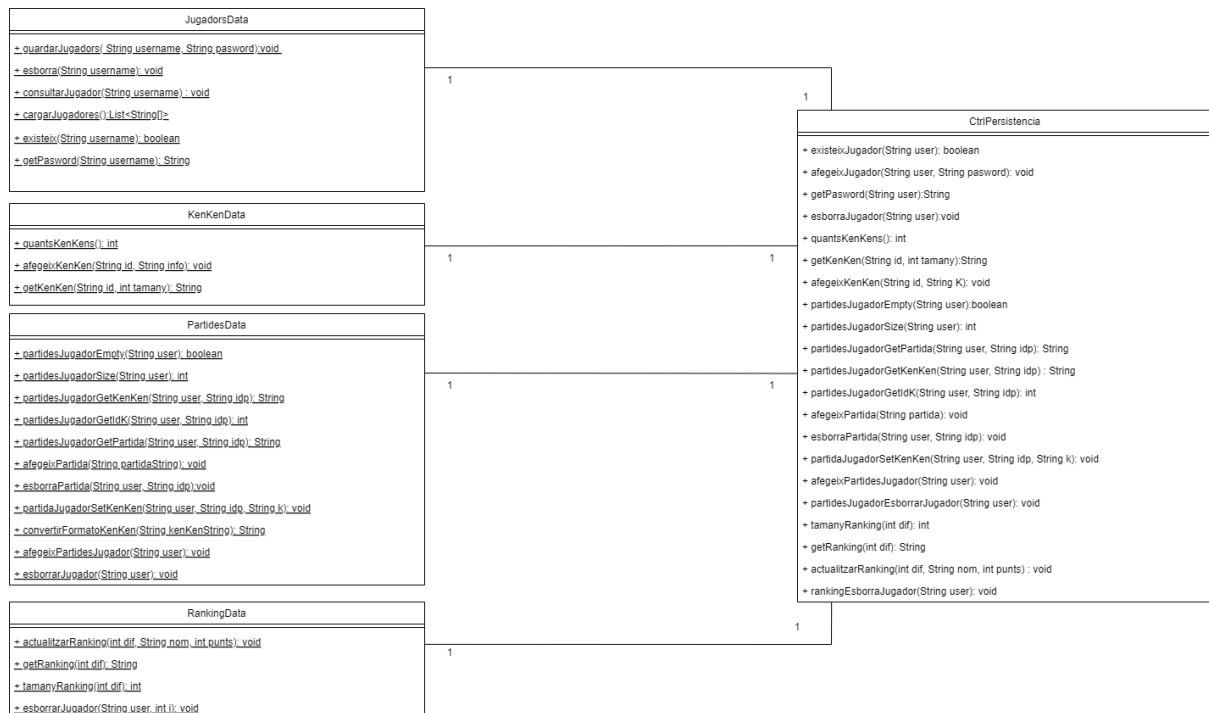 JugadorsData
+ guardarJugadors( String username, String pasword):void
+ esborra(String username): void
+ consultarJugador(String username) : void
+ cargarJugadores():List<String[]>
+ existeix(String username): boolean
+ getPasword(String username): String
1
1
KenKenData
+ quantsKenKens(): int
+ afegeixKenKen(String id, String info): void
+ getKenKen(String id, int tamany): String
1
1
PartidesData
+ partidesJugadorEmpty(String user): boolean
+ partidesJugadorSize(String user): int
+ partidesJugadorGetKenKen(String user, String idp): String
+ partidesJugadorGetIdK(String user, String idp): int
+ partidesJugadorGetPartida(String user, String idp): String
+ afegeixPartida(String partidaString): void
+ esborraPartida(String user, String idp):void
+ partidaJugadorSetKenKen(String user, String idp, String k): void
+ convertirFormatoKenKen(String kenKenString): String
+ afegeixPartidesJugador(String user): void
+ esborrarJugador(String user): void
1
1
RankingData
+ actualitzarRanking(int dif, String nom, int punts): void
+ getRanking(int dif): String
+ tamanyRanking(int dif): int
+ esborrarJugador(String user, int i): void
1
1
CtrlPersistencia
+ existeixJugador(String user): boolean
+ afegeixJugador(String user, String pasword): void
+ getPasword(String user):String
+ esborraJugador(String user):void
+ quantsKenKens(): int
+ getKenKen(String id, int tamany):String
+ afegeixKenKen(String id, String K): void
+ partidesJugadorEmpty(String user):boolean
+ partidesJugadorSize(String user): int
+ partidesJugadorGetPartida(String user, String idp): String
+ partidesJugadorGetKenKen(String user, String idp) : String
+ partidesJugadorGetIdK(String user, String idp): int
+ afegeixPartida(String partida): void
+ esborraPartida(String user, String idp): void
+ partidaJugadorSetKenKen(String user, String idp, String k): void
+ afegeixPartidesJugador(String user): void
+ partidesJugadorEsborrarJugador(String user): void
+ tamanyRanking(int dif): int
+ getRanking(int dif): String
+ actualitzarRanking(int dif, String nom, int punts) : void
+ rankingEsborraJugador(String user): void